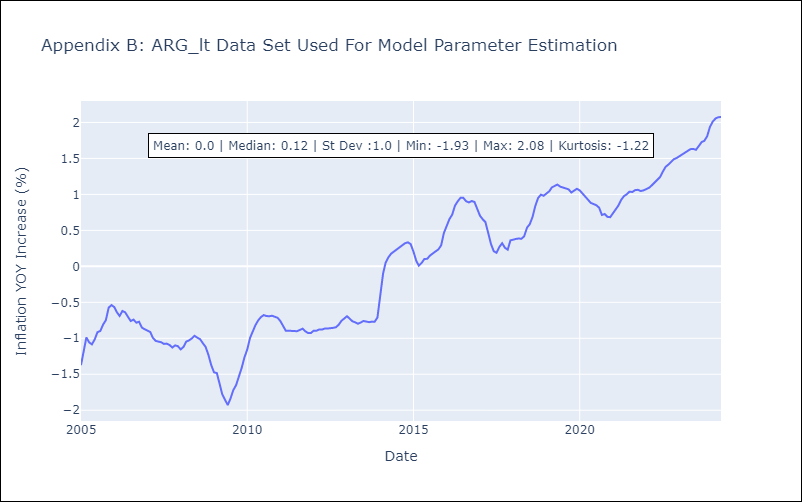 Appendix B: ARG_lt Data Set Used For Model Parameter Estimation
Mean: 0.0 | Median: 0.12 | St Dev :1.0 | Min: -1.93 | Max: 2.08 | Kurtosis: -1.22
Inflation YOY Increase (%)
2
1.5
1
0.5
0
−0.5
−1
−1.5
−2
2005 2010 2015 2020
Date